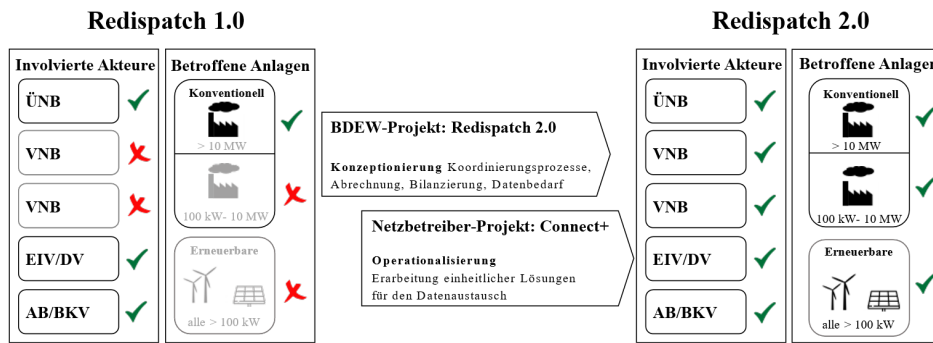 Redispatch 1.0
Involvierte Akteure
ÜNB
VNB
VNB
EIV/DV
AB/BKV
Betroffene Anlagen
Konventionell
> 10 MW
100 kW- 10 MW
Erneuerbare
alle > 100 kW
BDEW-Projekt: Redispatch 2.0
Konzeptionierung Koordinierungsprozesse,
Abrechnung, Bilanzierung, Datenbedarf
Netzbetreiber-Projekt: Connect+
Operationalisierung
Erarbeitung einheitlicher Lösungen
für den Datenaustausch
Redispatch 2.0
Involvierte Akteure
ÜNB
VNB
VNB
EIV/DV
AB/BKV
Betroffene Anlagen
Konventionell
> 10 MW
100 kW- 10 MW
Erneuerbare
alle > 100 kW